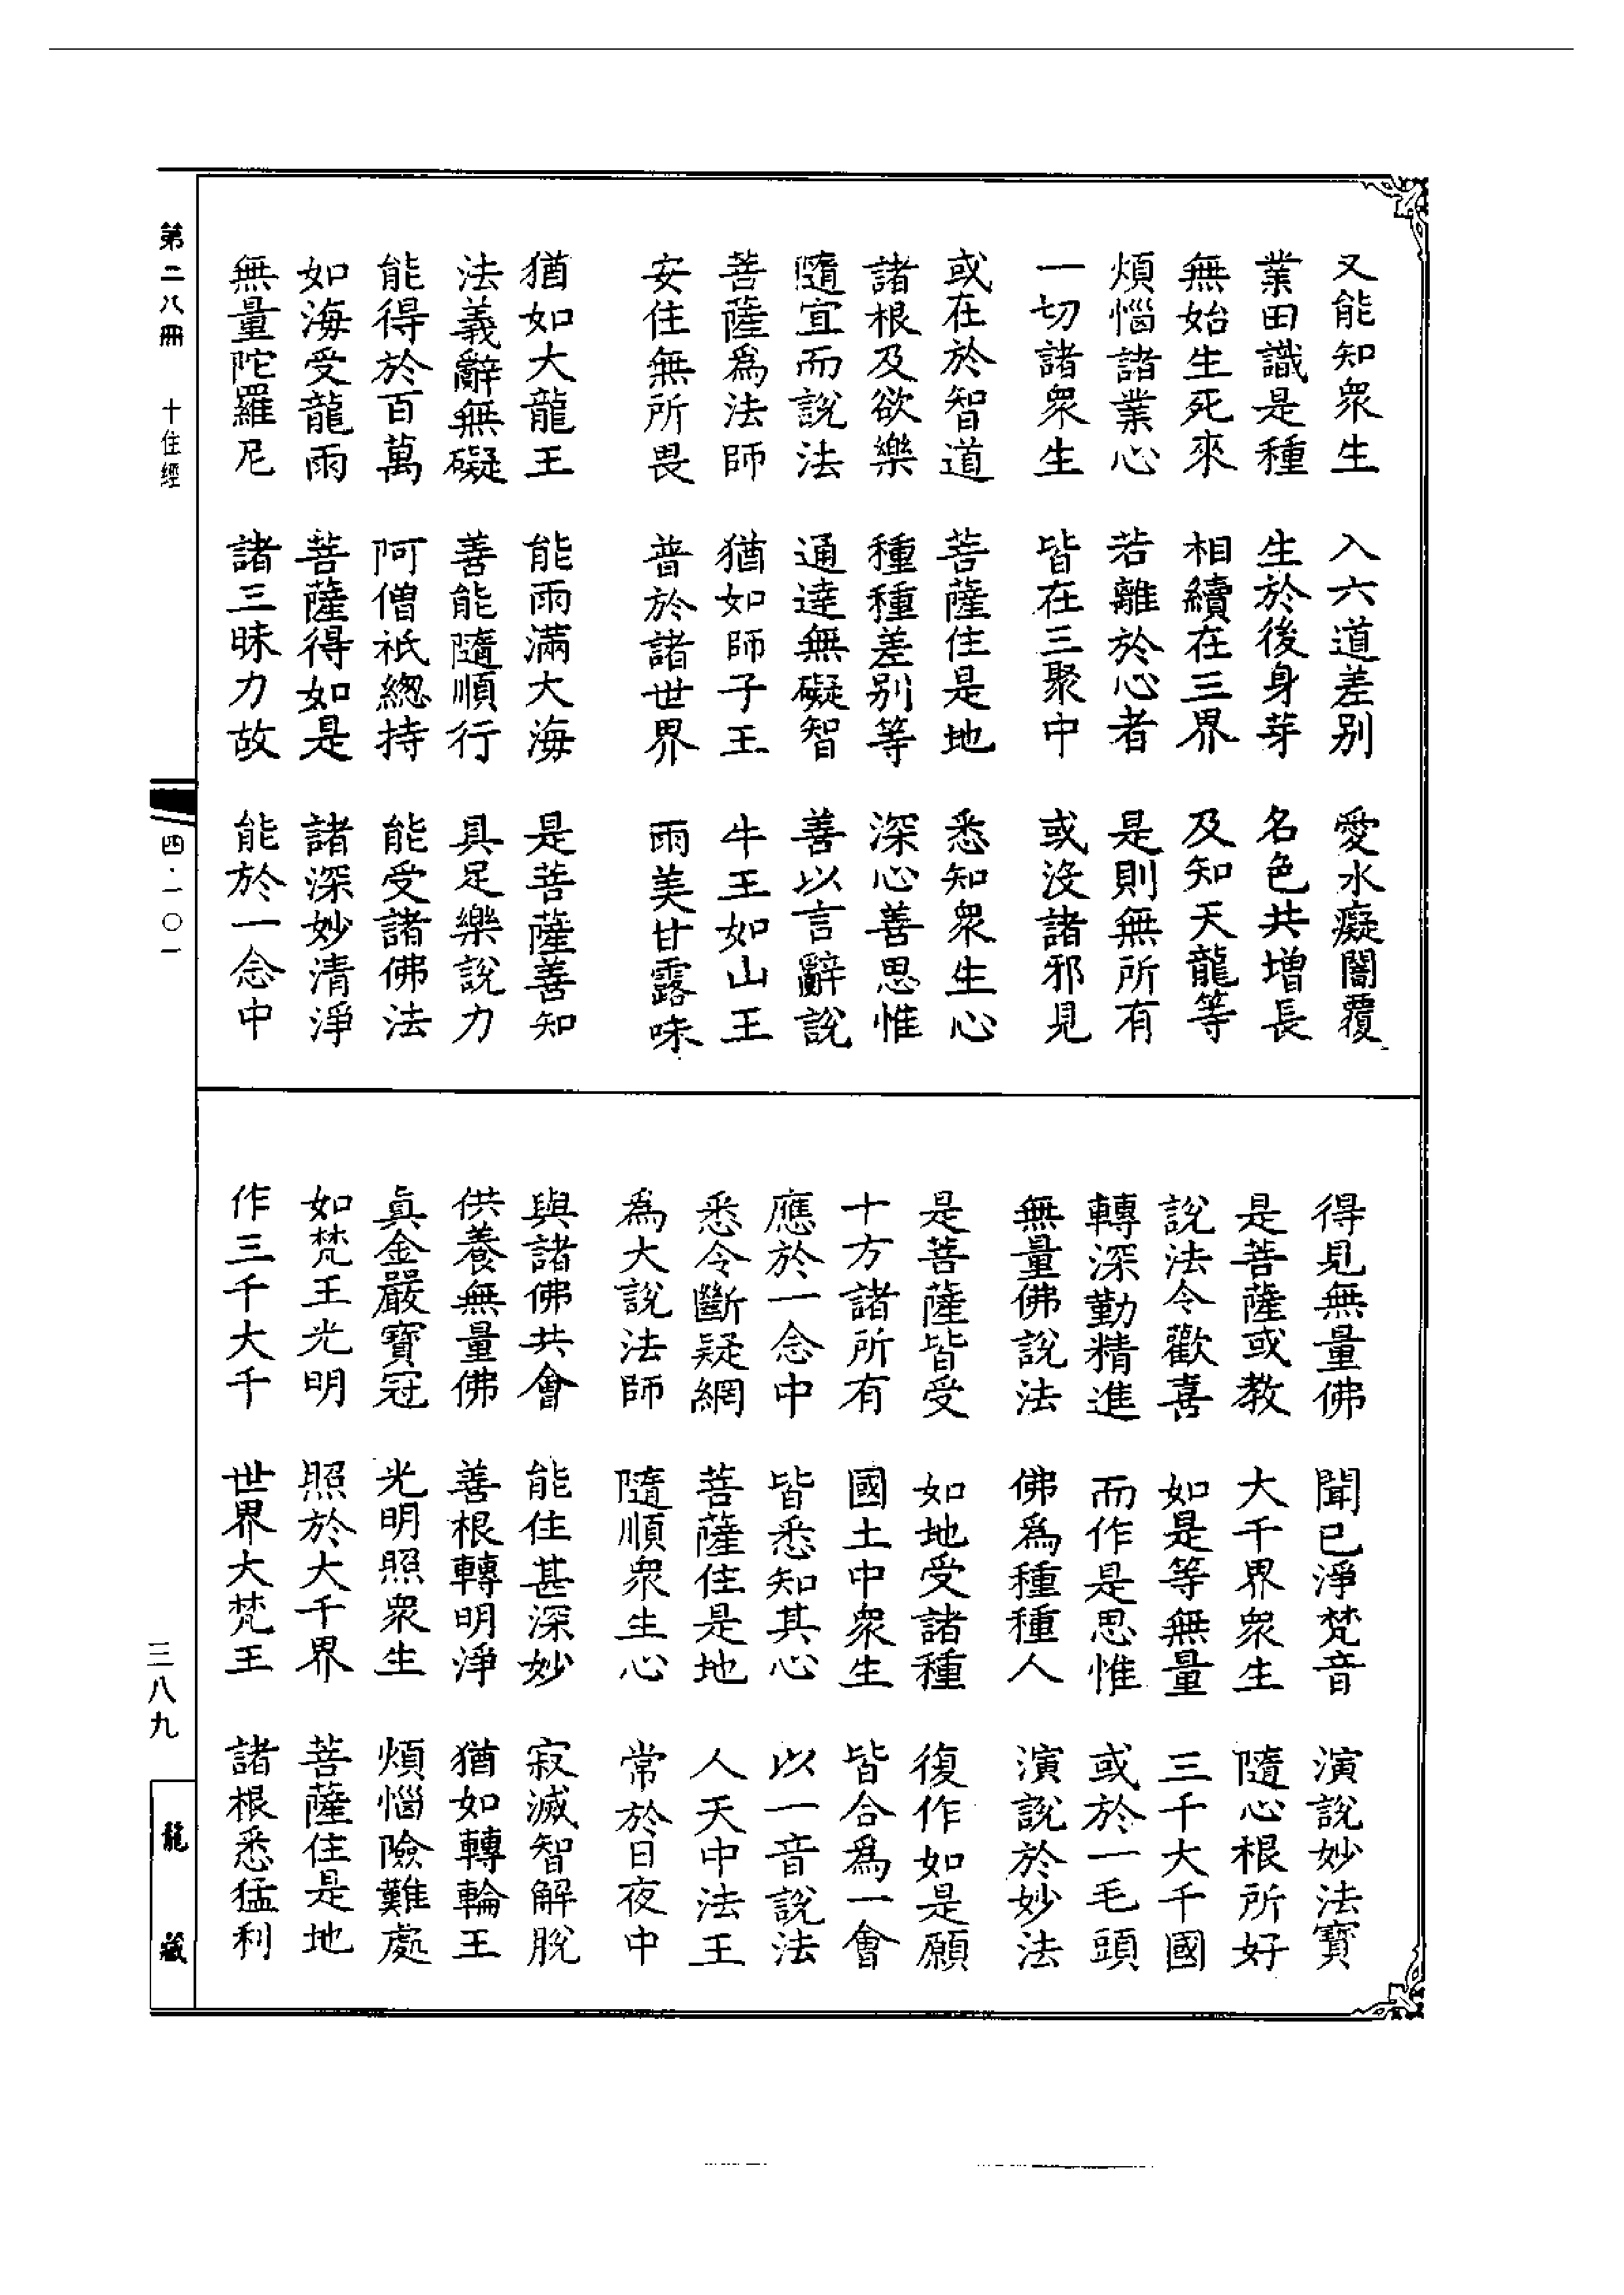 又能知衆生　入六道差别　愛水癡闇覆
業田識是種　生於後身芽　名色共增長
無始生死來　相續在三界　及知天龍等
煩惱諸業心　若離於心者　是則無所有
一切諸衆生　皆在三聚中　或沒諸邪見
或在於智道　菩薩住是地　悉知衆生心
諸根及欲樂　種種差别等　深心善思惟
隨宜而說法　通達無礙智　善以言辭說
菩薩爲法師　猶如師子王　牛王如山王
安住無所畏　普於諸世界　雨美甘露味
猶如大龍王　能雨滿大海　是菩薩善知
法義辭無礙　善能隨順行　具足樂說力
能得於百萬　阿僧祇總持　能受諸佛法
如海受龍雨　菩薩得如是　諸深妙清淨
無量陀羅尼　諸三昧力故　能於一念中
得見無量佛　聞已淨梵音　演說妙法寶
是菩薩或教　大千界衆生　隨心根所好
說法令歡喜　如是等無量　三千大千國
轉深勤精進　而作是思惟　或於一毛頭
無量佛說法　佛爲種種人　演說於妙法
是菩薩皆受　如地受諸種　復作如是願
十方諸所有　國土中衆生　皆合爲一會
應於一念中　皆悉知其心　以一音說法
悉令斷疑網　菩薩住是地　人天中法王
爲大說法師　隨順衆生心　常於日夜中
與諸佛共會　能住甚深妙　寂滅智解脫
供養無量佛　善根轉明淨　猶如轉輪王
真金嚴寶冠　光明照衆生　煩惱險難處
如梵王光明　照於大千界　菩薩住是地
作三千大千　世界大梵王　諸根悉猛利
第二八冊　十住經
四·一〇一
三八九
龍藏